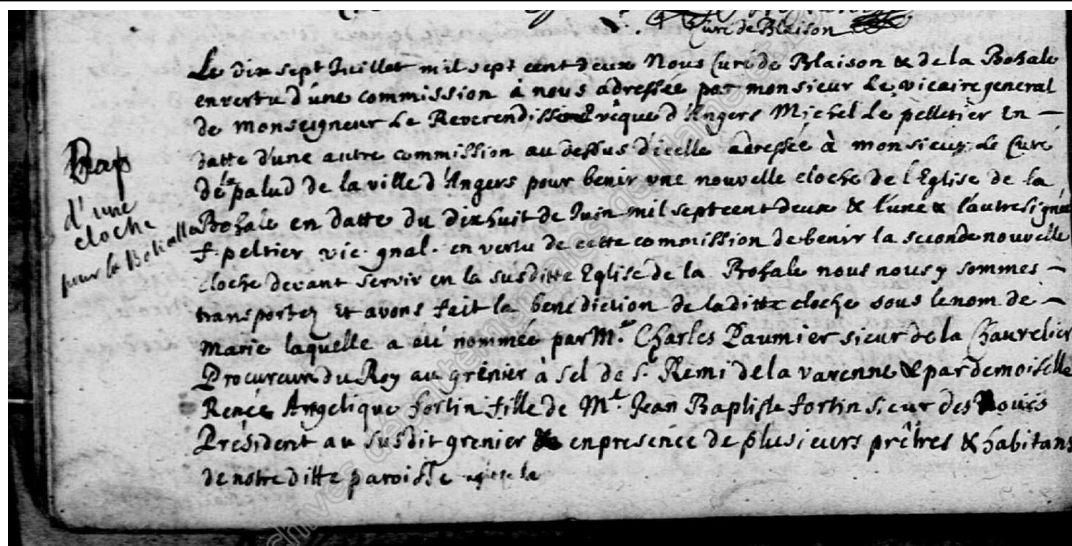 Curé de Blaison
Le dix sept Juillet mil sept cent deux Nous Curé de Blaison & de la Bohale
en vertu d'une commission à nous adressée par monsieur Le vicaire general
de monseigneur Le Reverendissime Evêque d'Angers Michel Le pelletier En -
datte d'une autre commission au dessus d'icelle adressée à monsieur Le Curé
de palud de la ville d'Angers pour benir une nouvelle cloche de l'Eglise de la
Bap
d'une
cloche
pour la Bohalle
Bohale en datte du dixhuit de Juin mil sept cent deux & l'une & l'autre signé
f. peltier vic gnal. en vertu de cette commission de benir la seconde nouvelle
cloche devant servir en la susditte Eglise de la Bohale nous nous y sommes -
transportez Et avons fait la benediction de laditte cloche sous le nom de -
Marie laquelle a été nommée par Mr. Charles Paumier sieur de la
Procureur du Roy au grenier à sel de St. Remi de la varenne & par demoiselle
Renée Angelique fortin fille de Mr. Jean Baptiste fortin sieur des
Président au susdit grenier en presence de plusieurs prêtres & habitans
de notre ditte paroisse